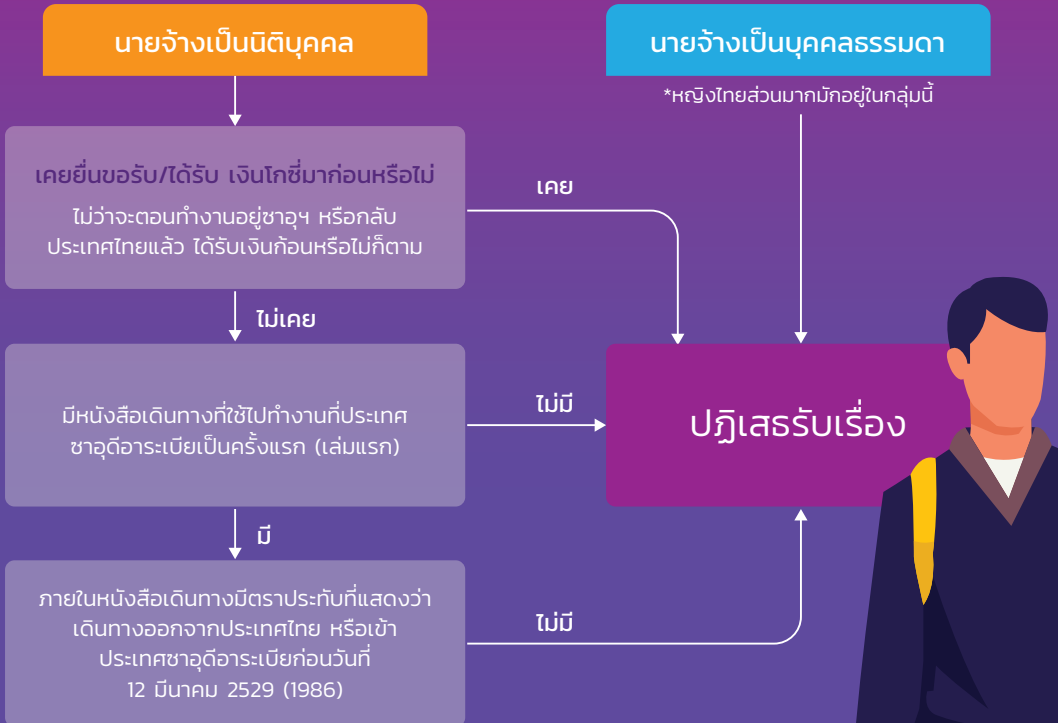 นายจ้างเป็นนิติบุคคล
นายจ้างเป็นบุคคลธรรมดา
*หญิงไทยส่วนมากมักอยู่ในกลุ่มนี้
เคยยื่นขอรับ/ได้รับ เงินโกซี่มาก่อนหรือไม่
ไม่ว่าจะตอนทำงานอยู่ซาอุฯ หรือกลับ
ประเทศไทยแล้ว ได้รับเงินก้อนหรือไม่ก็ตาม
เคย
ไม่เคย
มีหนังสือเดินทางที่ใช้ไปทำงานที่ประเทศ
ซาอุดีอาระเบียเป็นครั้งแรก (เล่มแรก)
ไม่มี
ปฏิเสธรับเรื่อง
มี
ภายในหนังสือเดินทางมีตราประทับที่แสดงว่า
เดินทางออกจากประเทศไทย หรือเข้า
ประเทศซาอุดีอาระเบียก่อนวันที่
12 มีนาคม 2529 (1986)
ไม่มี